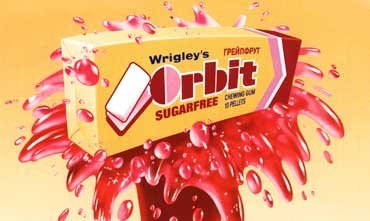 Wrigley's
ГРЕЙПФРУТ
Orbit
SUGARFREE
CHEWING GUM
10 PELLETS